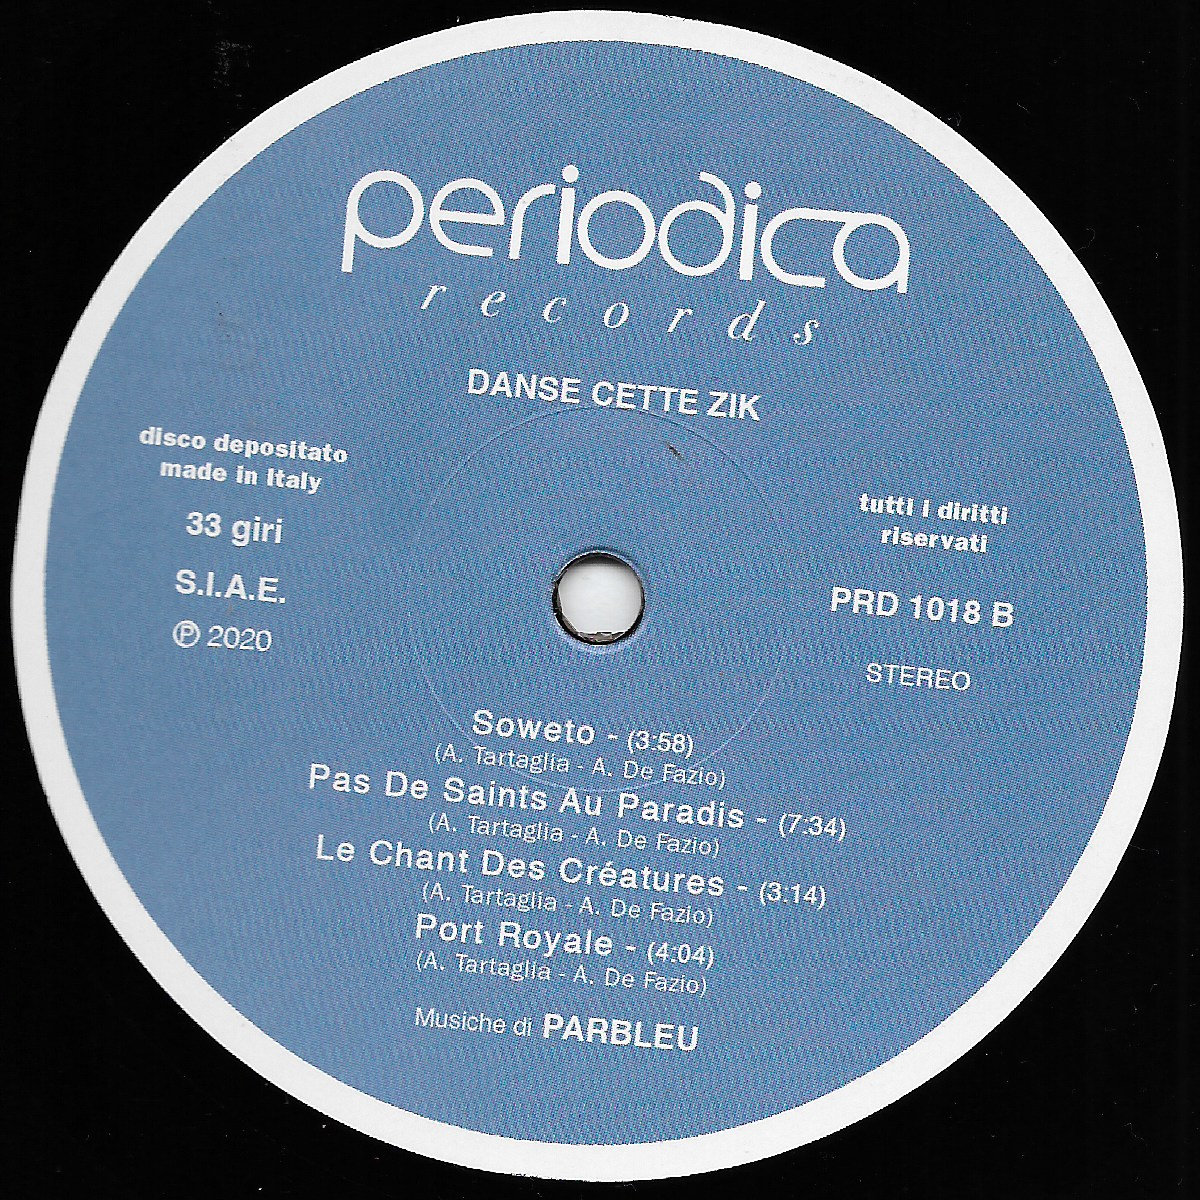 periodica
records
DANSE CETTE ZIK
disco depositato
made in Italy
33 giri
S.I.A.E.
℗ 2020
tutti i diritti
riservati
PRD 1018 B
STEREO
Soweto - (3:58)
(A. Tartaglia - A. De Fazio)
Pas De Saints Au Paradis - (7:34)
(A. Tartaglia - A. De Fazio)
Le Chant Des Créatures - (3:14)
(A. Tartaglia - A. De Fazio)
Port Royale - (4:04)
(A. Tartaglia - A. De Fazio)
Musiche di PARBLEU